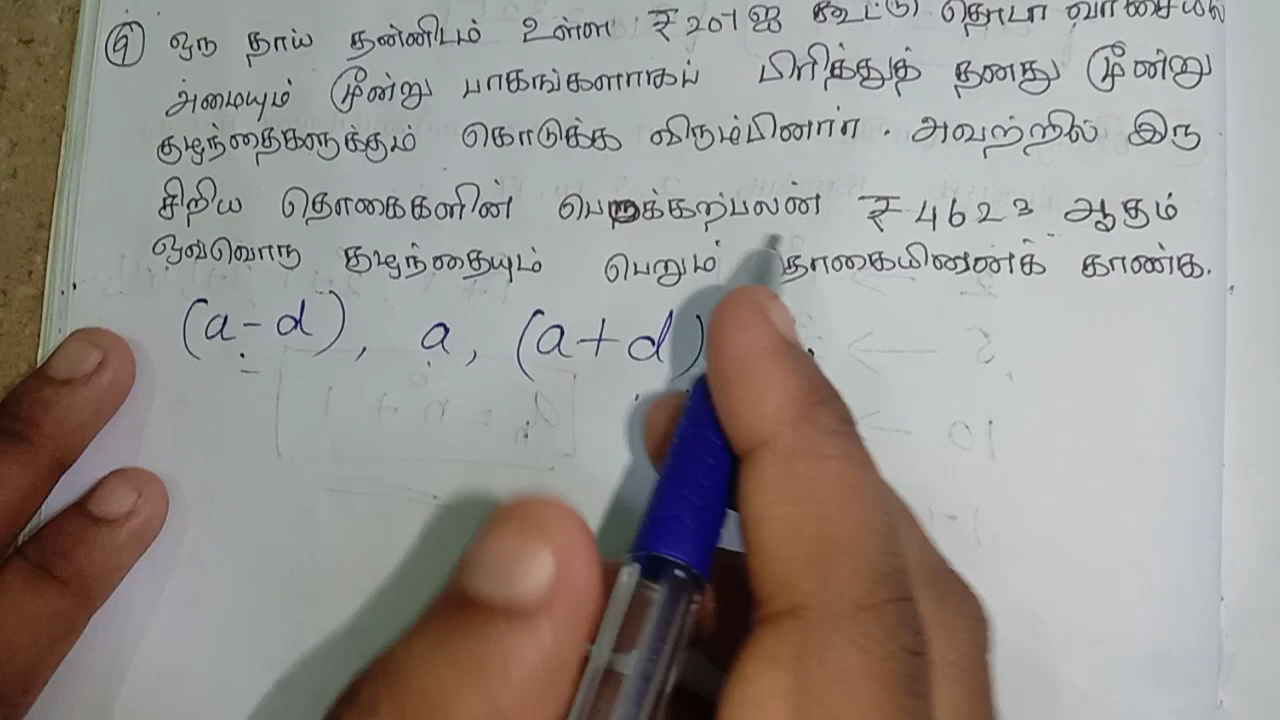 9 ஒரு தாய் தன்னிடம் உள்ள ₹207 ஐ கூட்டுத் தொடர் வரிசையில்
அமையும் மூன்று பாகங்களாகப் பிரித்துத் தனது மூன்று
குழந்தைகளுக்கும் கொடுக்க விரும்பினார். அவற்றில் இரு
சிறிய தொகைகளின் பெருக்கற்பலன் ₹ 4623 ஆகும்
ஒவ்வொரு குழந்தையும் பெறும் தொகையினைக் காண்க.
(a-d), a, (a+d)